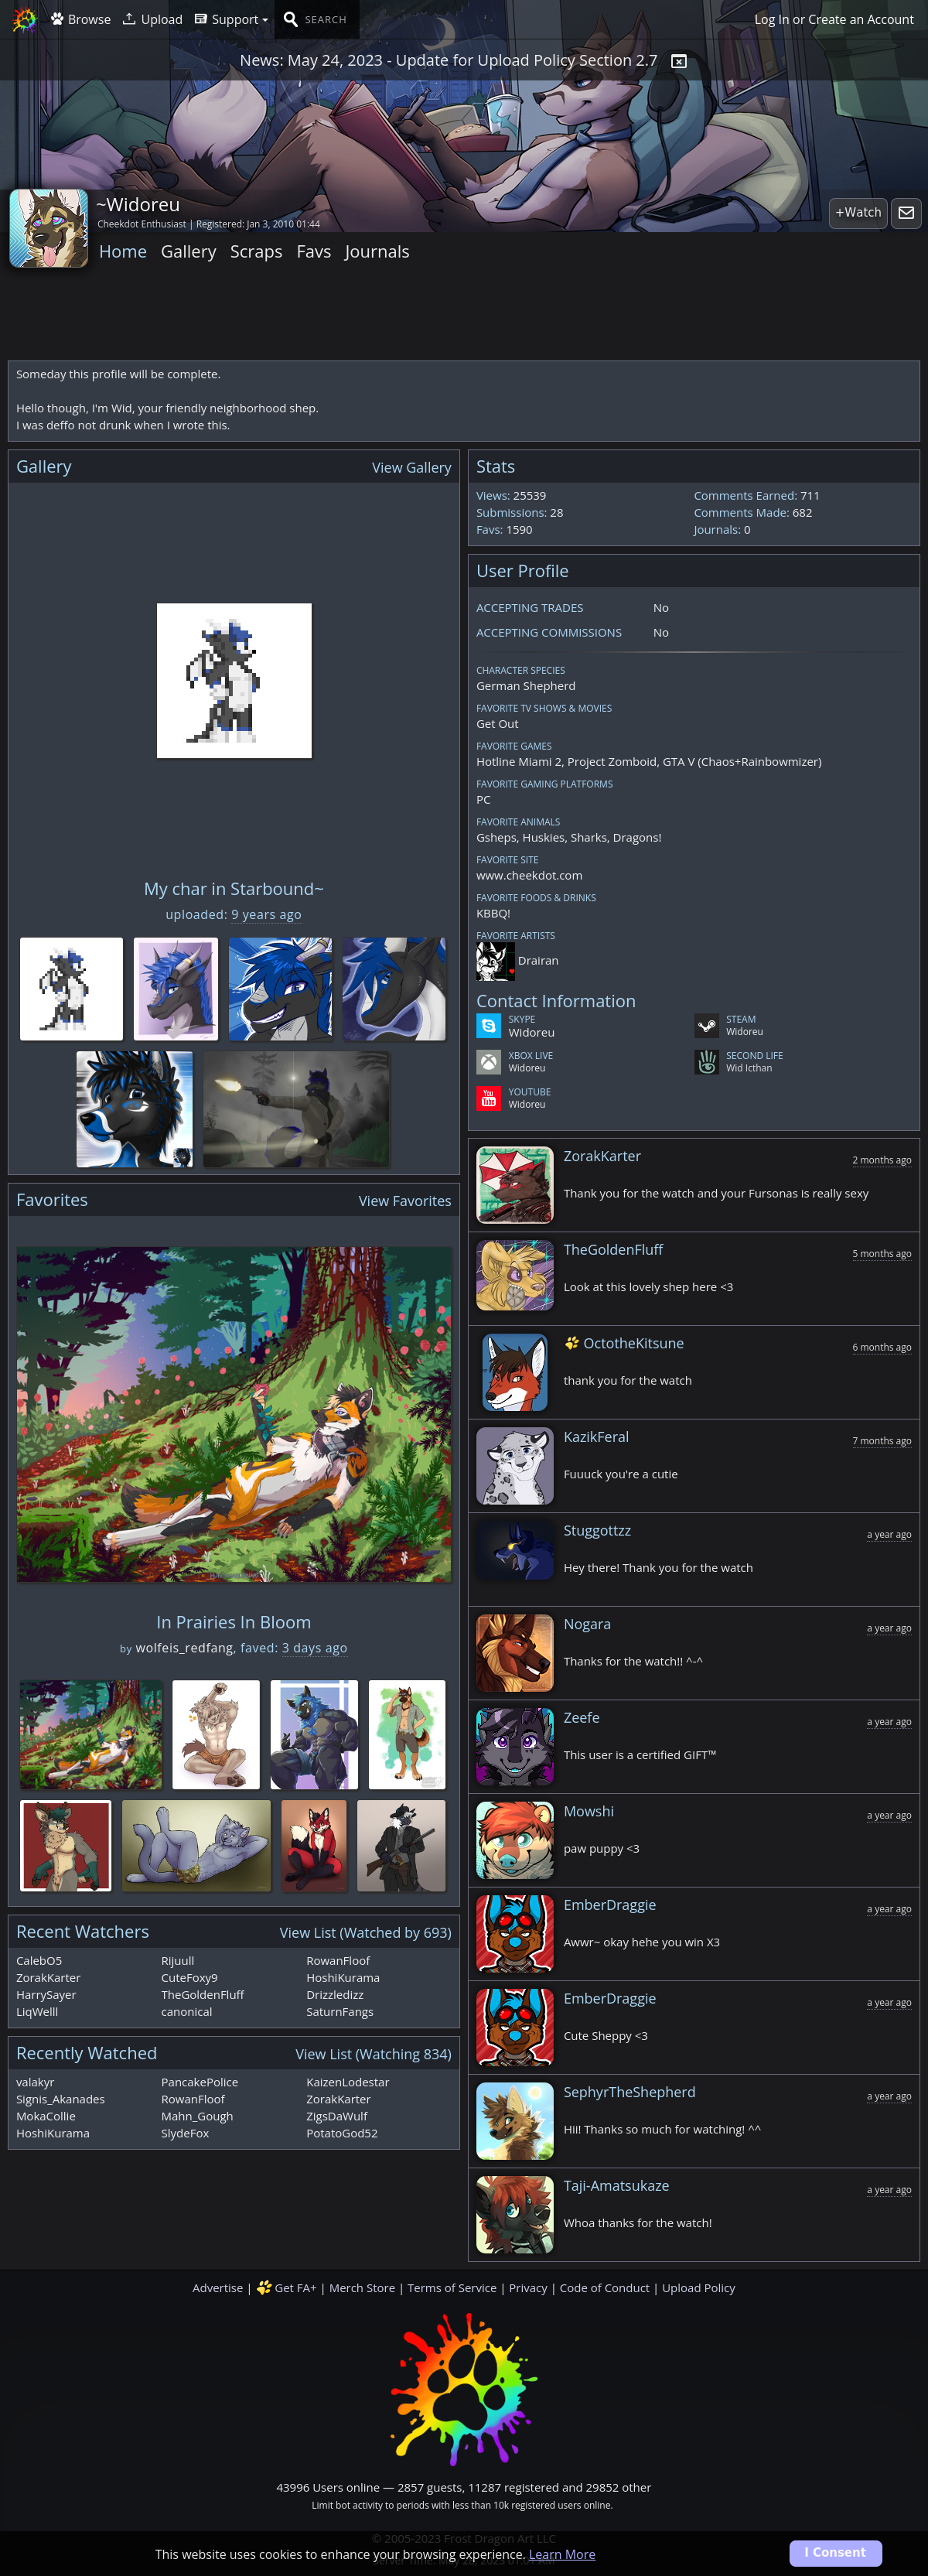 Browse Upload Support SEARCH Log In or Create an Account
News: May 24, 2023 - Update for Upload Policy Section 2.7
~Widoreu
Cheekdot Enthusiast | Registered: Jan 3, 2010 01:44
+Watch
Home Gallery Scraps Favs Journals
Someday this profile will be complete.
Hello though, I'm Wid, your friendly neighborhood shep.
I was deffo not drunk when I wrote this.
Gallery View Gallery
My char in Starbound~
uploaded: 9 years ago
Favorites View Favorites
In Prairies In Bloom
by wolfeis_redfang, faved: 3 days ago
Recent Watchers View List (Watched by 693)
CalebO5 Rijuull RowanFloof
ZorakKarter CuteFoxy9 HoshiKurama
HarrySayer TheGoldenFluff Drizzledizz
LiqWelll canonical SaturnFangs
Recently Watched View List (Watching 834)
valakyr PancakePolice KaizenLodestar
Signis_Akanades RowanFloof ZorakKarter
MokaCollie Mahn_Gough ZigsDaWulf
HoshiKurama SlydeFox PotatoGod52
Stats
Views: 25539 Comments Earned: 711
Submissions: 28 Comments Made: 682
Favs: 1590 Journals: 0
User Profile
ACCEPTING TRADES No
ACCEPTING COMMISSIONS No
CHARACTER SPECIES
German Shepherd
FAVORITE TV SHOWS & MOVIES
Get Out
FAVORITE GAMES
Hotline Miami 2, Project Zomboid, GTA V (Chaos+Rainbowmizer)
FAVORITE GAMING PLATFORMS
PC
FAVORITE ANIMALS
Gsheps, Huskies, Sharks, Dragons!
FAVORITE SITE
www.cheekdot.com
FAVORITE FOODS & DRINKS
KBBQ!
FAVORITE ARTISTS
Drairan
Contact Information
SKYPE STEAM
Widoreu Widoreu
XBOX LIVE SECOND LIFE
Widoreu Wid Icthan
YOUTUBE
Widoreu
ZorakKarter 2 months ago
Thank you for the watch and your Fursonas is really sexy
TheGoldenFluff 5 months ago
Look at this lovely shep here <3
OctotheKitsune 6 months ago
thank you for the watch
KazikFeral 7 months ago
Fuuuck you're a cutie
Stuggottzz a year ago
Hey there! Thank you for the watch
Nogara a year ago
Thanks for the watch!! ^-^
Zeefe a year ago
This user is a certified GIFT™
Mowshi a year ago
paw puppy <3
EmberDraggie a year ago
Awwr~ okay hehe you win X3
EmberDraggie a year ago
Cute Sheppy <3
SephyrTheShepherd a year ago
Hii! Thanks so much for watching! ^^
Taji-Amatsukaze a year ago
Whoa thanks for the watch!
Advertise | Get FA+ | Merch Store | Terms of Service | Privacy | Code of Conduct | Upload Policy
43996 Users online — 2857 guests, 11287 registered and 29852 other
Limit bot activity to periods with less than 10k registered users online.
© 2005-2023 Frost Dragon Art LLC
This website uses cookies to enhance your browsing experience. Learn More
I Consent